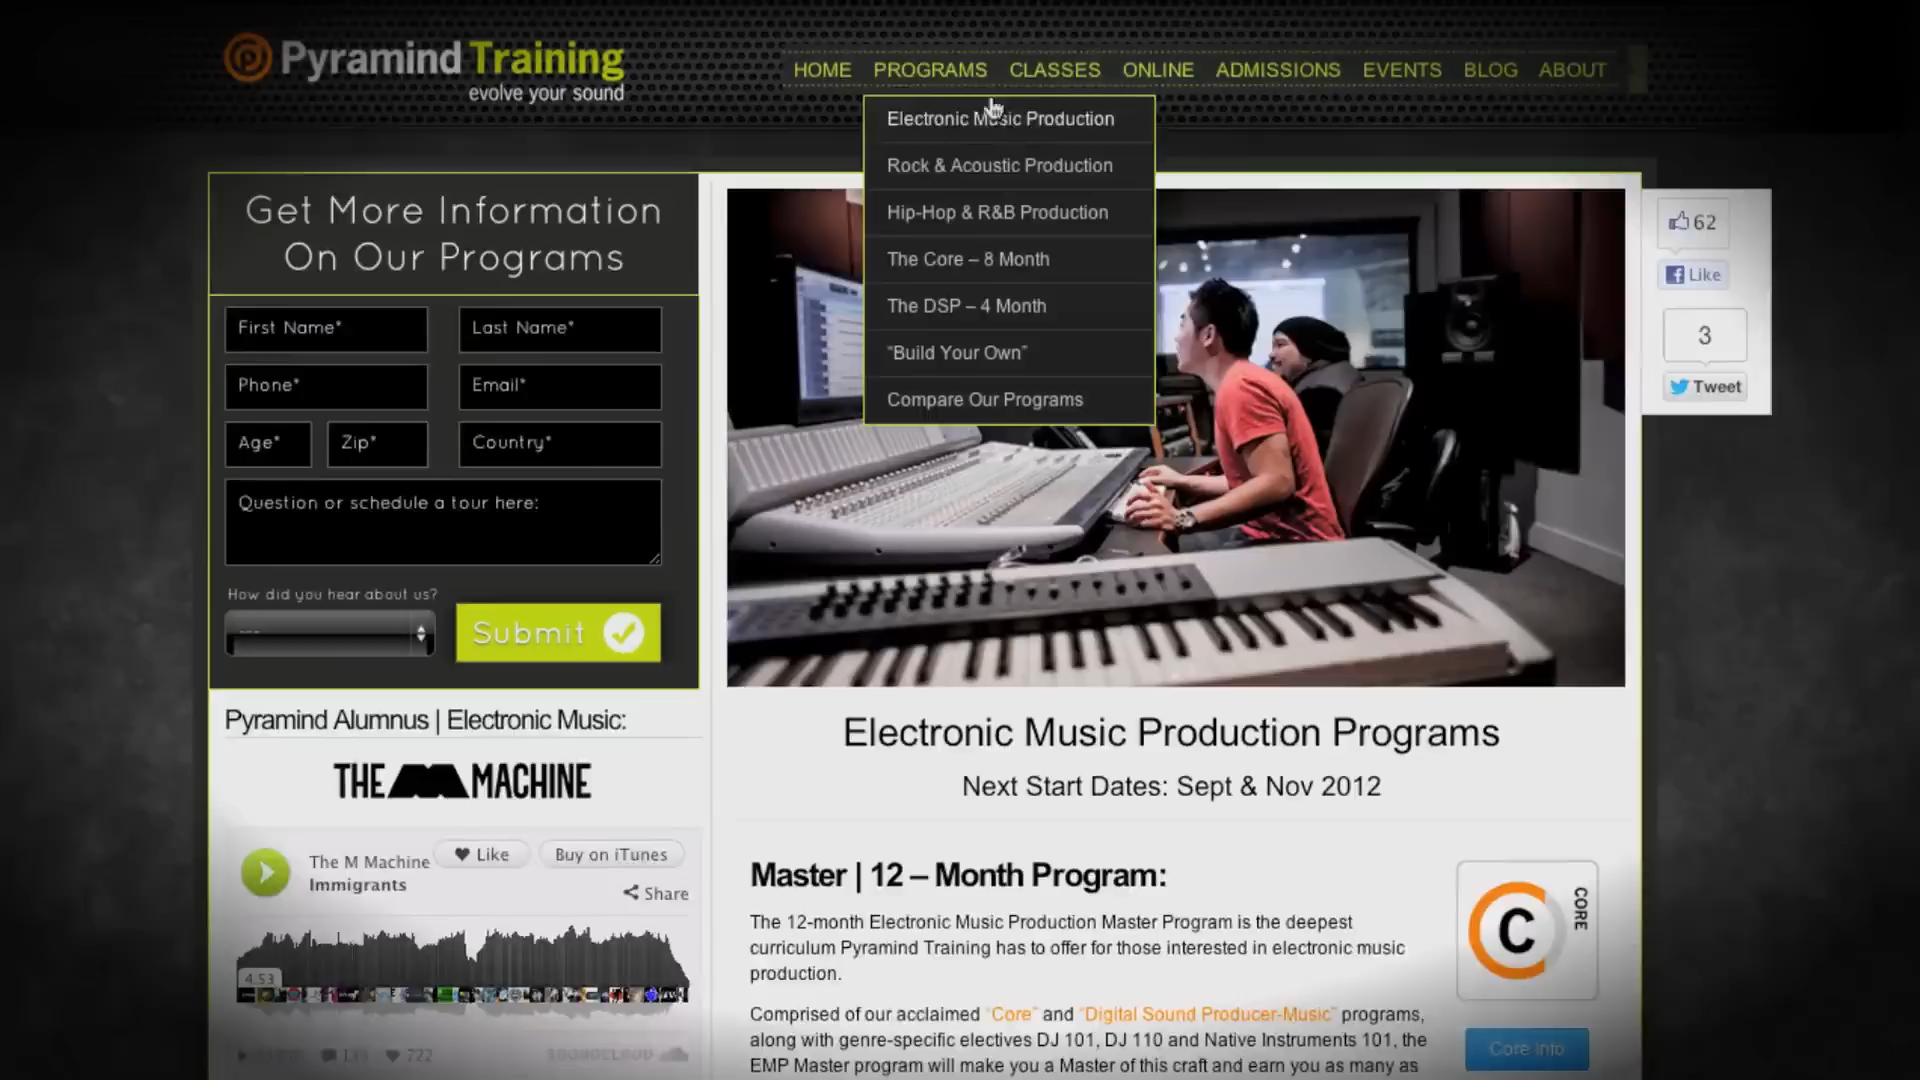 Pyramind Training
evolve your sound
HOME PROGRAMS CLASSES ONLINE ADMISSIONS EVENTS BLOG ABOUT
Electronic Music Production
Rock & Acoustic Production
Hip-Hop & R&B Production
The Core – 8 Month
The DSP – 4 Month
“Build Your Own”
Compare Our Programs
Get More Information
On Our Programs
First Name*
Last Name*
Phone*
Email*
Age*
Zip*
Country*
Question or schedule a tour here:
How did you hear about us?
Submit
62
Like
3
Tweet
Pyramind Alumnus | Electronic Music:
THE M MACHINE
The M Machine
Immigrants
Like
Buy on iTunes
Share
4.53
722
SOUNDCLOUD
Electronic Music Production Programs
Next Start Dates: Sept & Nov 2012
Master | 12 – Month Program:
The 12-month Electronic Music Production Master Program is the deepest
curriculum Pyramind Training has to offer for those interested in electronic music
production.
Comprised of our acclaimed “Core” and “Digital Sound Producer-Music” programs,
along with genre-specific electives DJ 101, DJ 110 and Native Instruments 101, the
EMP Master program will make you a Master of this craft and earn you as many as
C
CORE
Core Info